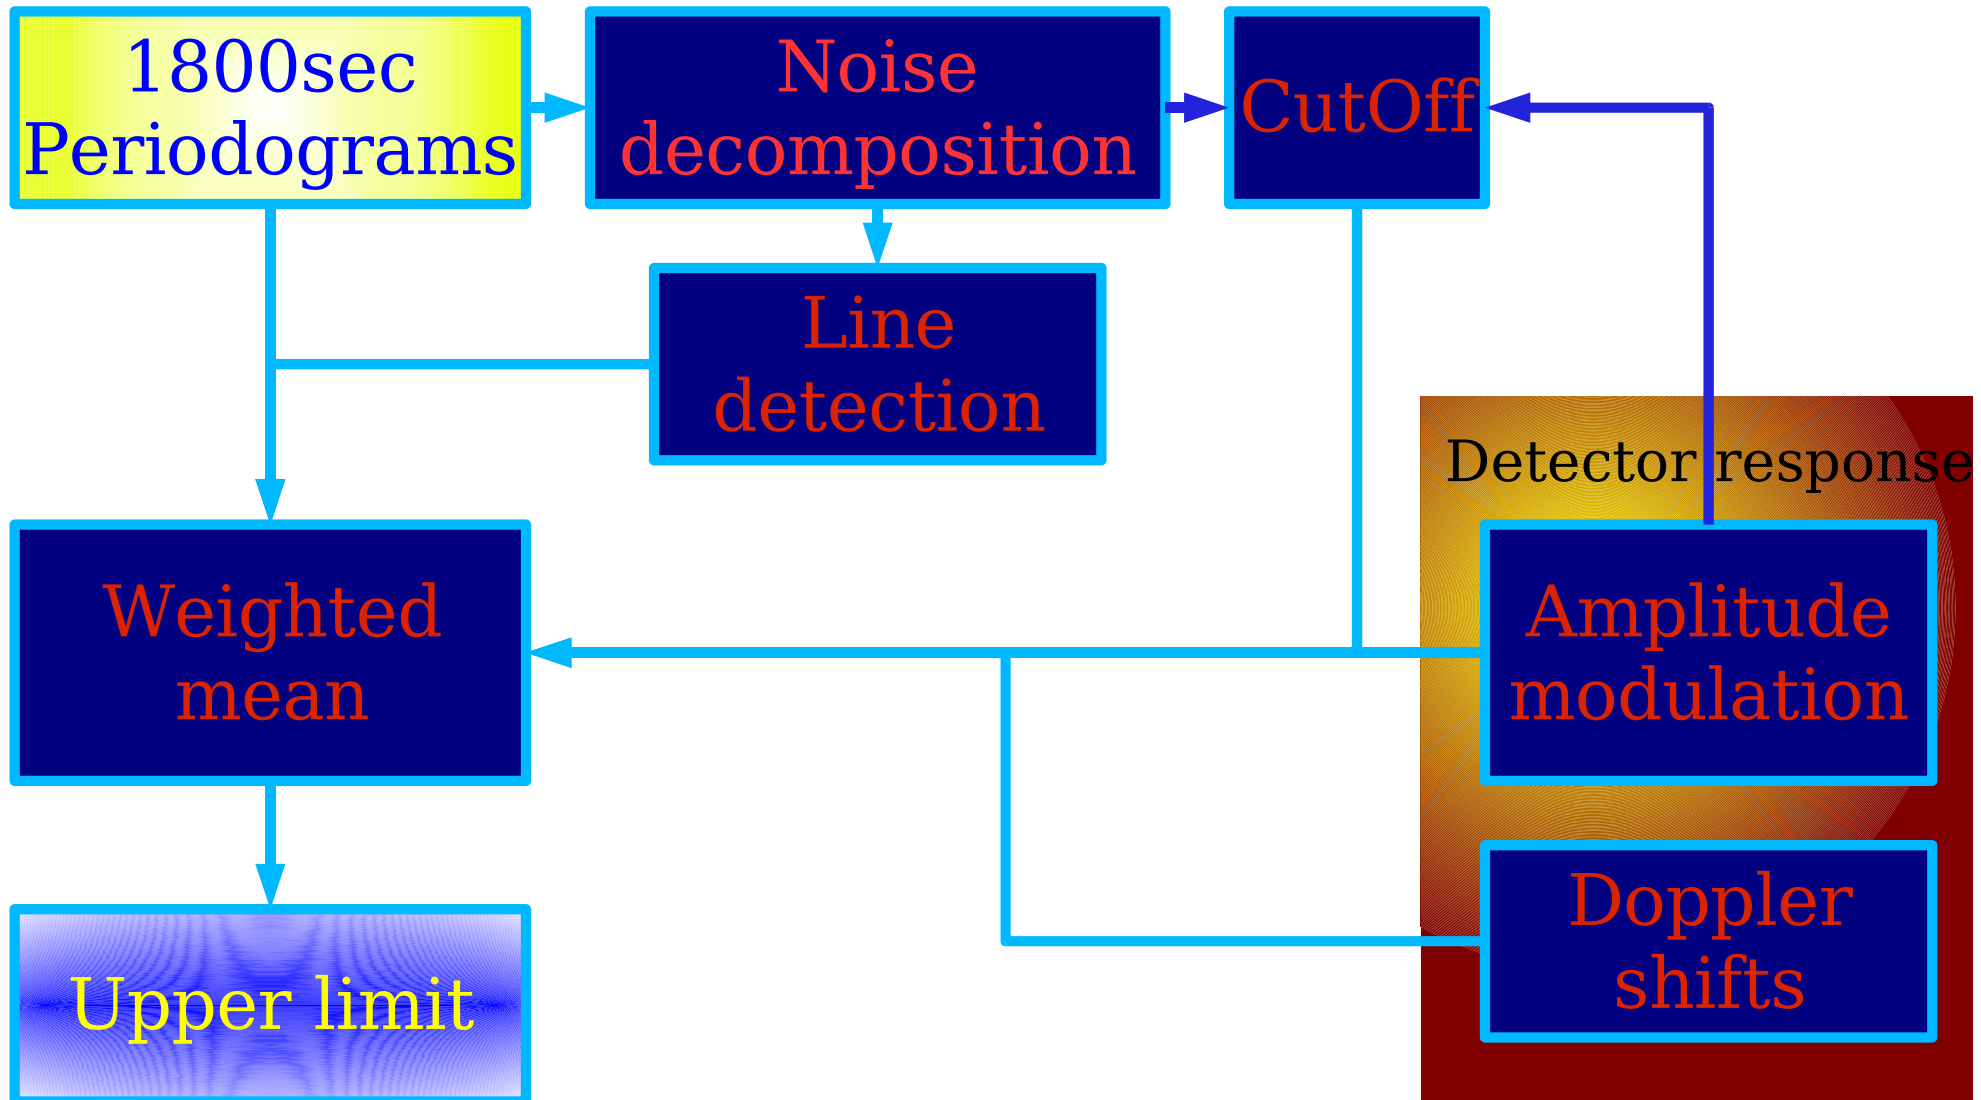 1800sec
Periodograms
Noise
decomposition
CutOff
Line
detection
Detector response
Weighted
mean
Amplitude
modulation
Doppler
shifts
Upper limit